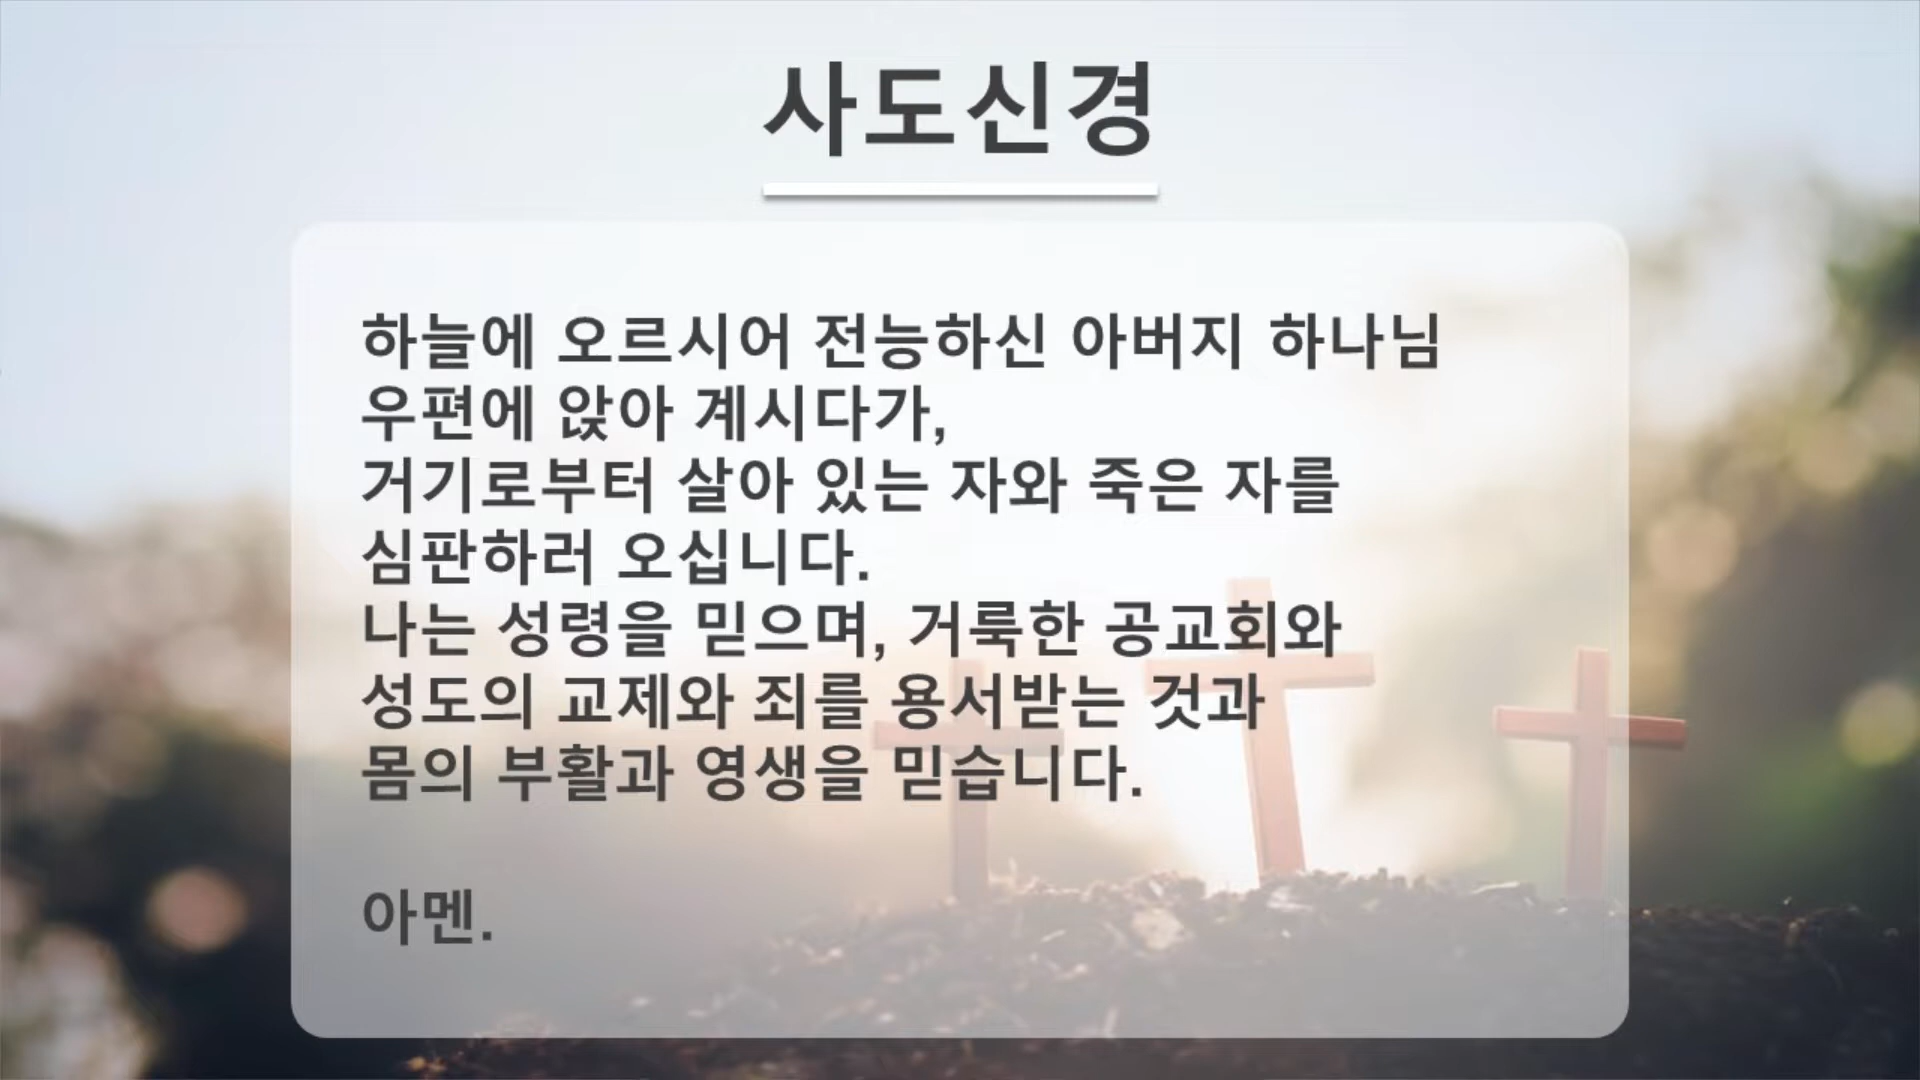 사도신경
하늘에 오르시어 전능하신 아버지 하나님
우편에 앉아 계시다가,
거기로부터 살아 있는 자와 죽은 자를
심판하러 오십니다.
나는 성령을 믿으며, 거룩한 공교회와
성도의 교제와 죄를 용서받는 것과
몸의 부활과 영생을 믿습니다.
아멘.